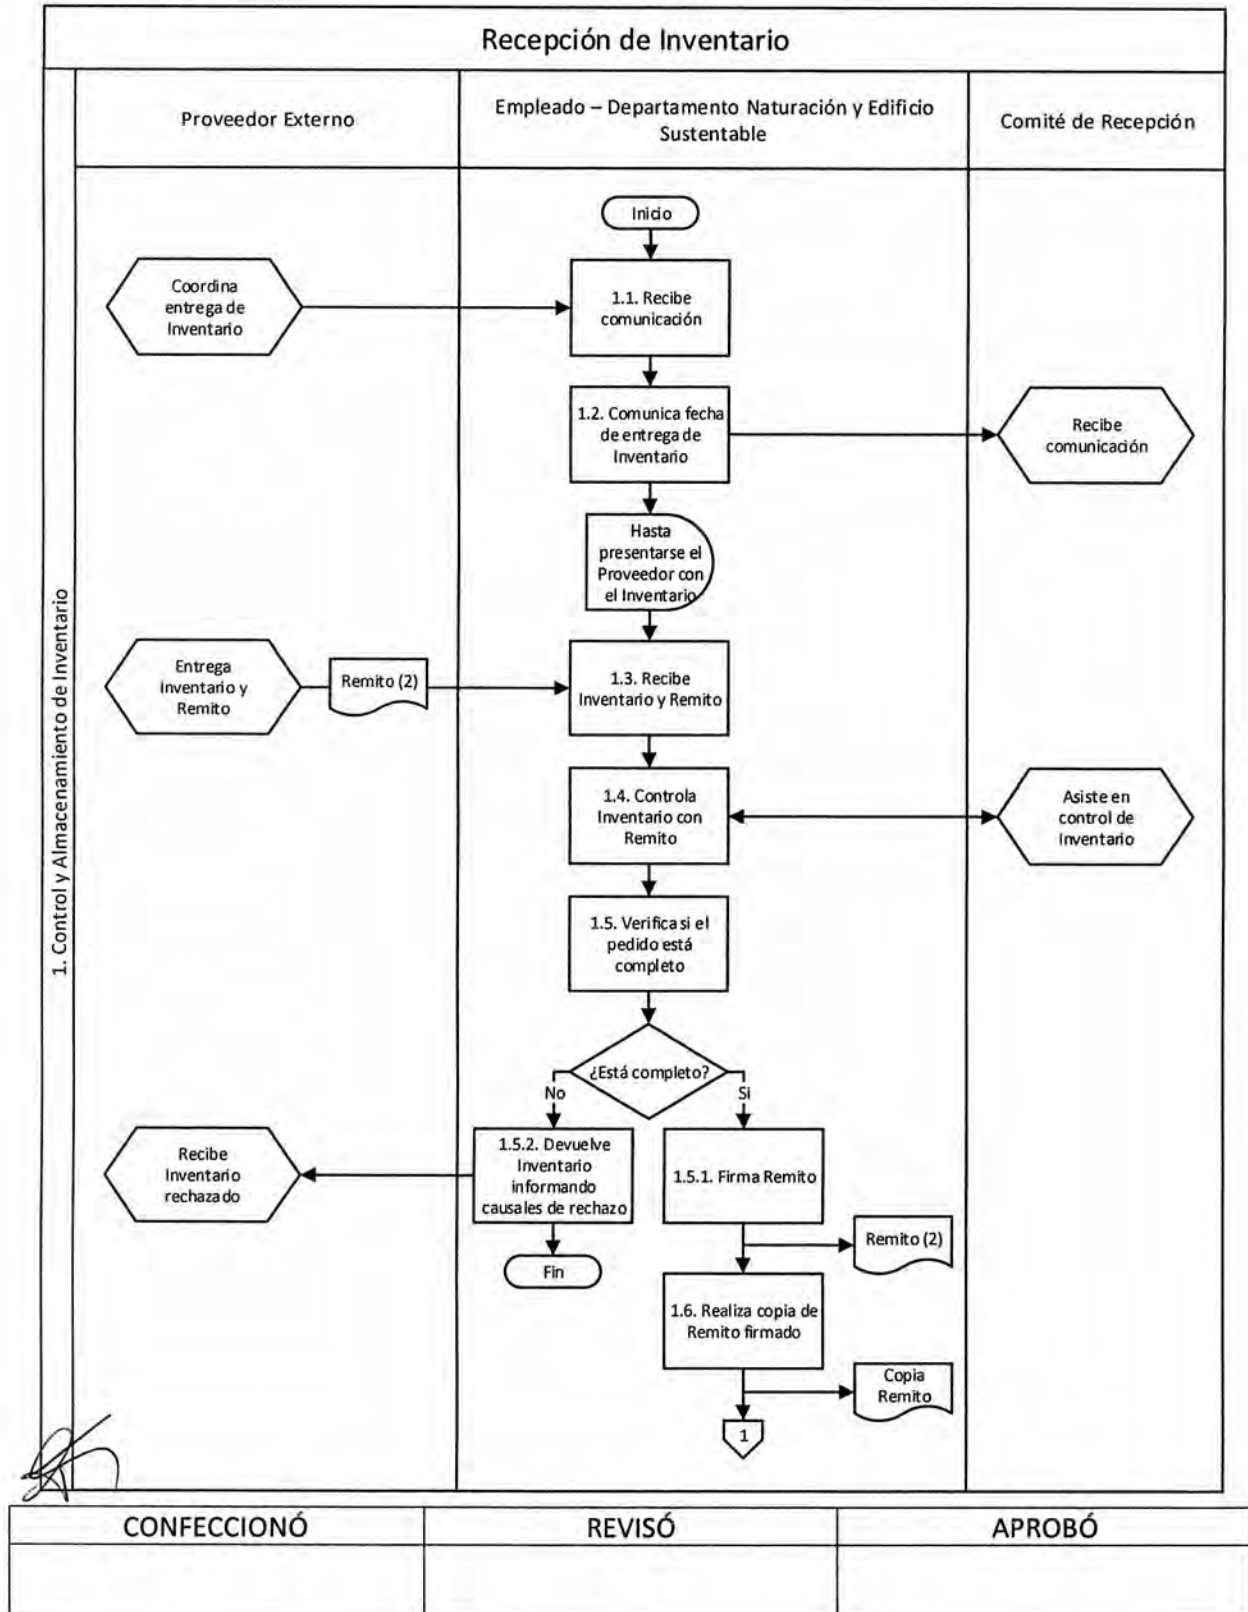 Recepción de Inventario
Proveedor Externo
Empleado – Departamento Naturación y Edificio
Sustentable
Comité de Recepción
1. Control y Almacenamiento de Inventario
Inicio
Coordina
entrega de
Inventario
1.1. Recibe
comunicación
1.2. Comunica fecha
de entrega de
Inventario
Recibe
comunicación
Hasta
presentarse el
Proveedor con
el Inventario
Entrega
Inventario y
Remito
Remito (2)
1.3. Recibe
Inventario y Remito
1.4. Controla
Inventario con
Remito
Asiste en
control de
Inventario
1.5. Verifica si el
pedido está
completo
¿Está completo?
No
Si
Recibe
Inventario
rechazado
1.5.2. Devuelve
Inventario
informando
causales de rechazo
1.5.1. Firma Remito
Remito (2)
Fin
1.6. Realiza copia de
Remito firmado
Copia
Remito
1
CONFECCIONÓ
REVISÓ
APROBÓ